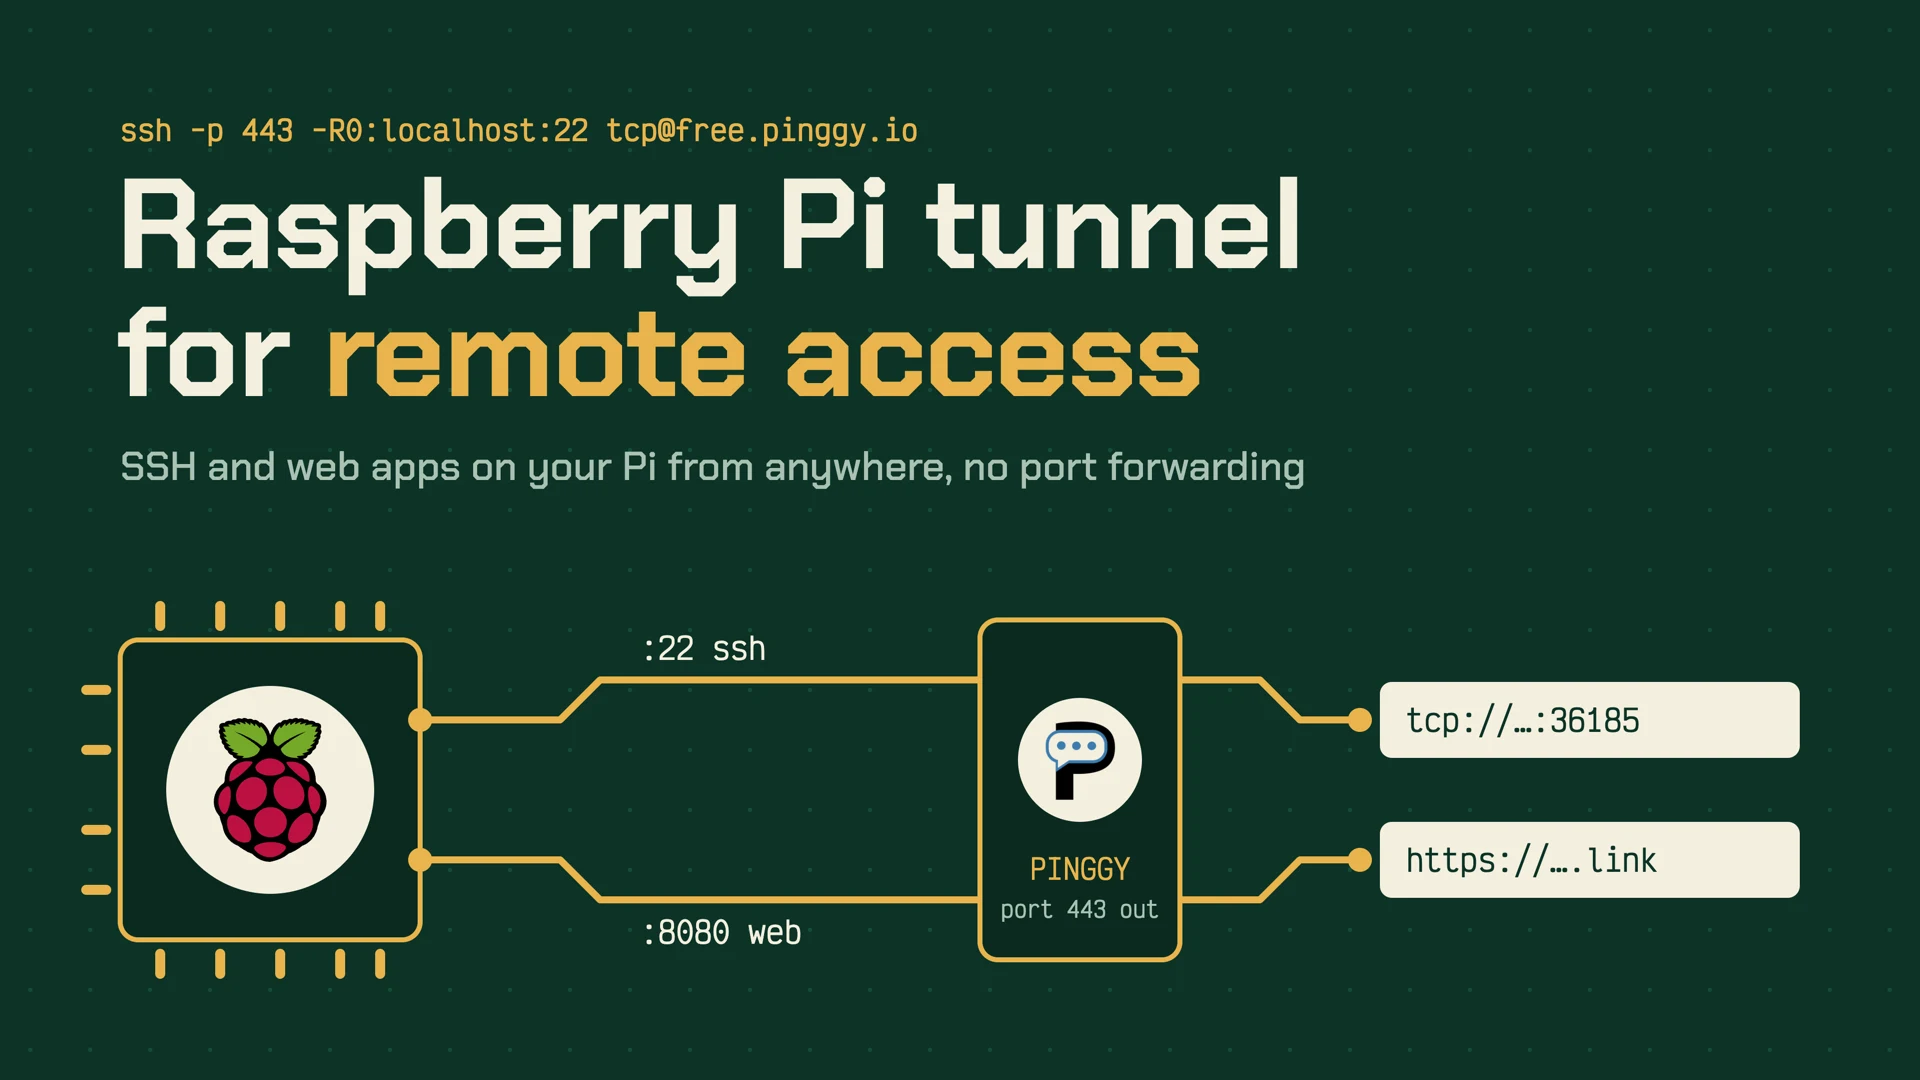 ssh -p 443 -R0:localhost:22 tcp@free.pinggy.io
Raspberry Pi tunnel
for remote access
SSH and web apps on your Pi from anywhere, no port forwarding
:22 ssh
tcp://…:36185
PINGGY
port 443 out
https://….link
:8080 web